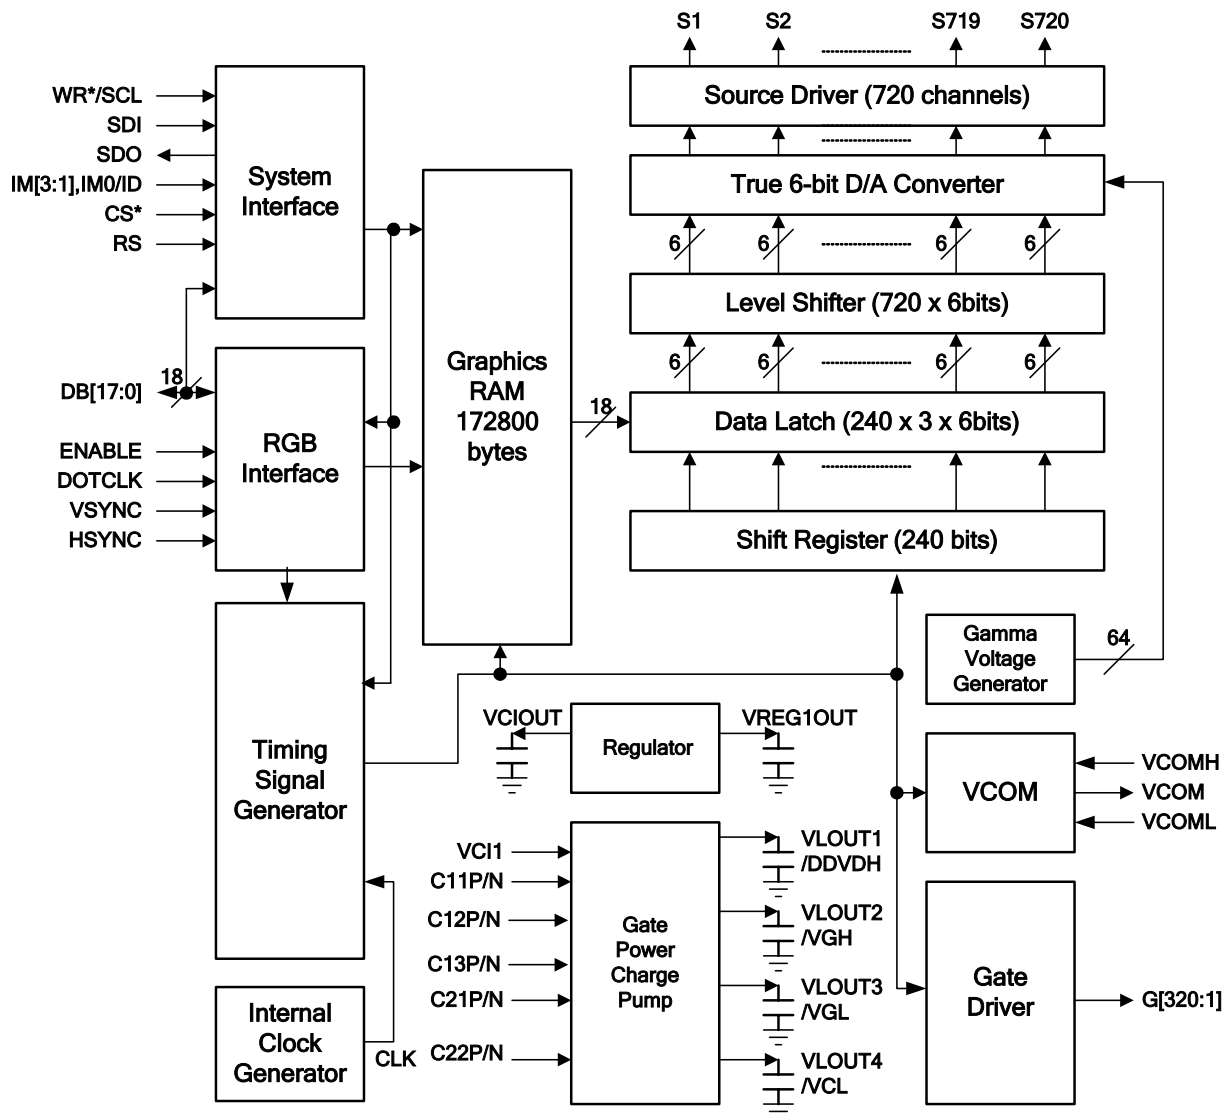 S1
S2
S719
S720
Source Driver (720 channels)
True 6-bit D/A Converter
6
6
6
6
Level Shifter (720 x 6bits)
6
6
6
6
Data Latch (240 x 3 x 6bits)
Shift Register (240 bits)
WR*/SCL
SDI
SDO
IM[3:1],IM0/ID
CS*
RS
System
Interface
DB[17:0]
18
ENABLE
DOTCLK
VSYNC
HSYNC
RGB
Interface
Graphics
RAM
172800
bytes
18
Timing
Signal
Generator
Internal
Clock
Generator
CLK
Gamma
Voltage
Generator
64
VCIOUT
Regulator
VREG1OUT
VCOM
VCOMH
VCOM
VCOML
VCI1
C11P/N
C12P/N
C13P/N
C21P/N
C22P/N
Gate
Power
Charge
Pump
VLOUT1
/DDVDH
VLOUT2
/VGH
VLOUT3
/VGL
VLOUT4
/VCL
Gate
Driver
G[320:1]